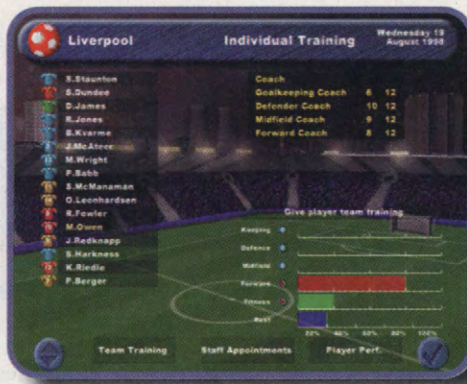 Liverpool
Individual Training
Wednesday 19
August 1998
S.Staunton
S.Dundee
D.James
R.Jones
B.Kvarme
J.McAteer
M.Wright
P.Babb
S.McManaman
O.Leonhardsen
R.Fowler
M.Owen
J.Redknapp
S.Harkness
K.Riedle
P.Berger
Coach
Goalkeeping Coach 6 12
Defender Coach 10 12
Midfield Coach 9 12
Forward Coach 8 12
Give player team training
Keeping
Defence
Midfield
Forward
Fitness
Rest
20% 40% 60% 80% 100%
Team Training
Staff Appointments
Player Perf.